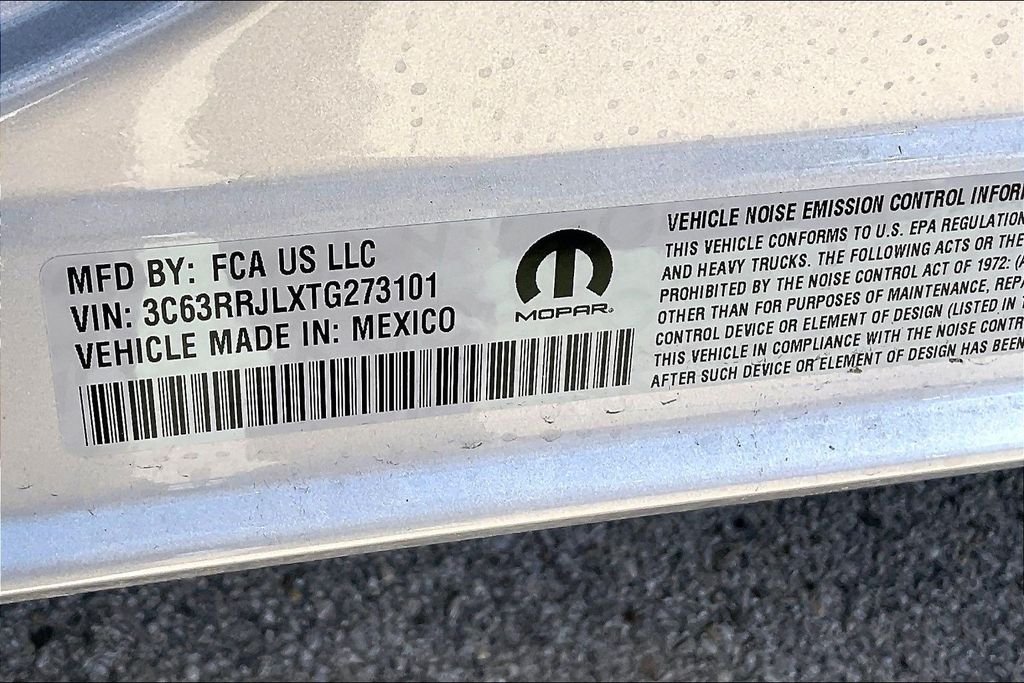 MFD BY: FCA US LLC
VIN: 3C63RRJLXTG273101
VEHICLE MADE IN: MEXICO
MOPAR®
VEHICLE NOISE EMISSION CONTROL
THIS VEHICLE CONFORMS TO U.S. EPA REGULATION
AND HEAVY TRUCKS. THE FOLLOWING ACTS OR THE
PROHIBITED BY THE NOISE CONTROL ACT OF 1972: (A
OTHER THAN FOR PURPOSES OF MAINTENANCE, REPA
CONTROL DEVICE OR ELEMENT OF DESIGN (LISTED IN
THIS VEHICLE IN COMPLIANCE WITH THE NOISE CONTR
AFTER SUCH DEVICE OR ELEMENT OF DESIGN HAS BEEN